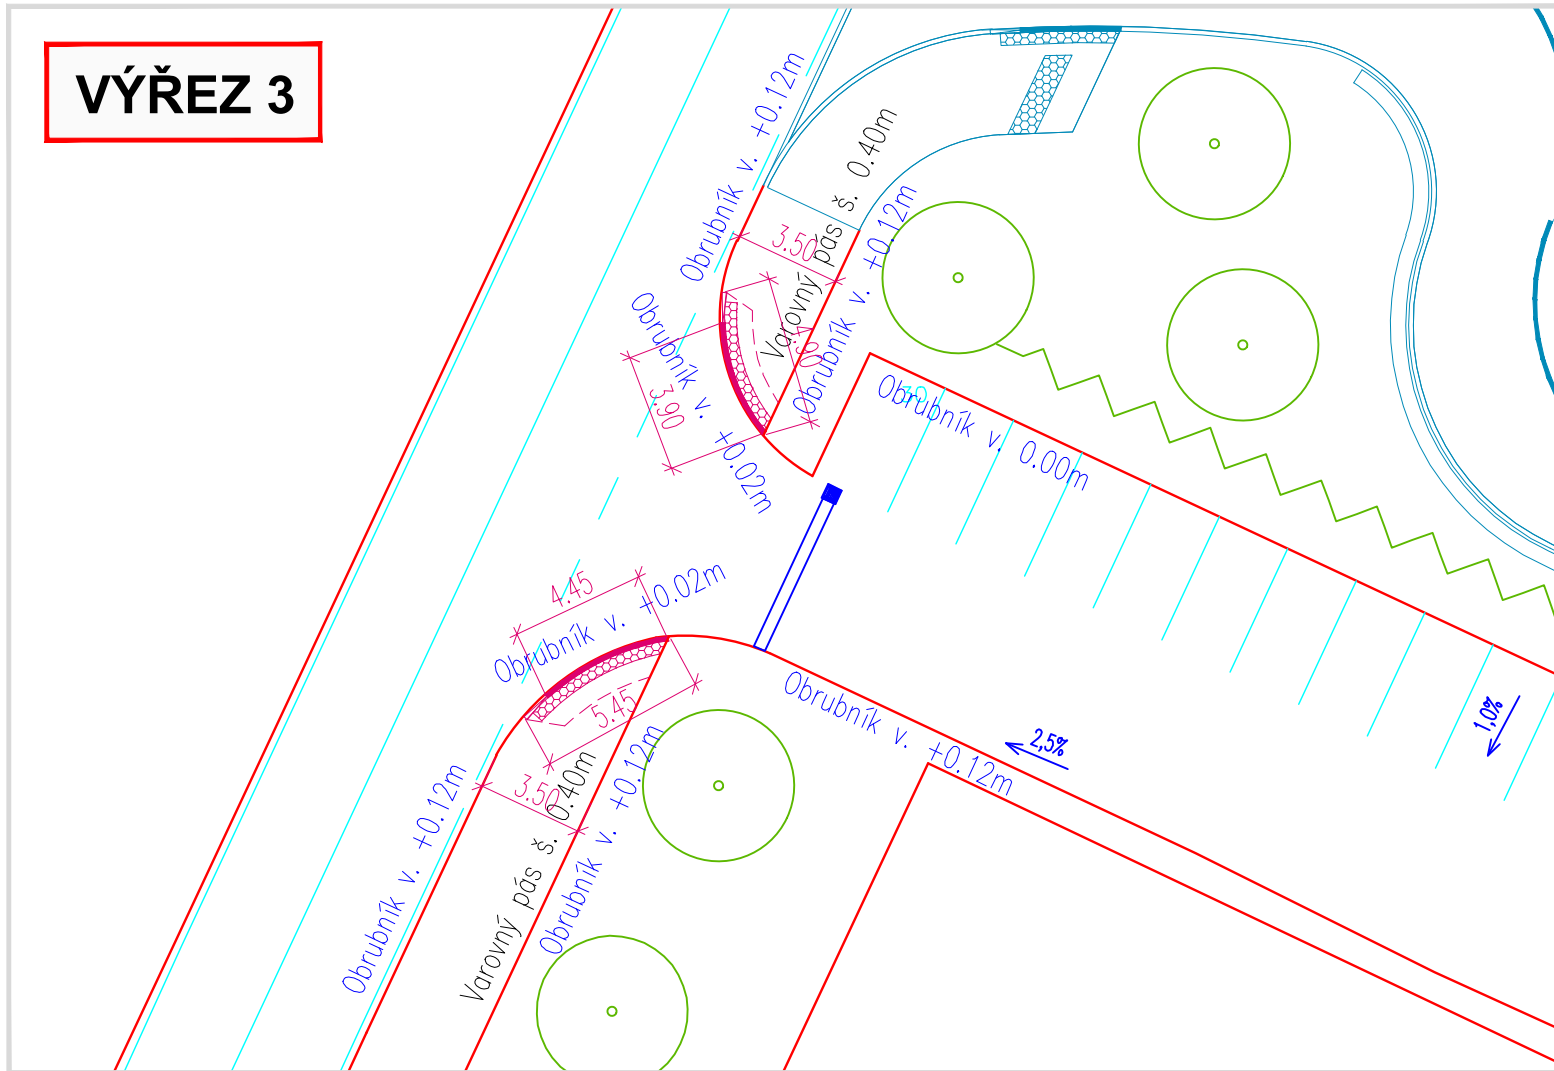 VÝŘEZ 3
Obrubník v. +0.12m
Varovný pás š. 0.40m
3.50
Obrubník v. +0.12m
Obrubník v. +0.02m
4.90
3.90
Obrubník v. 0.00m
4.45
Obrubník v. +0.02m
5.45
Obrubník v. +0.12m
2,5%
1,0%
3.50
Obrubník v. +0.12m
Varovný pás š. 0.40m
Obrubník v. +0.12m